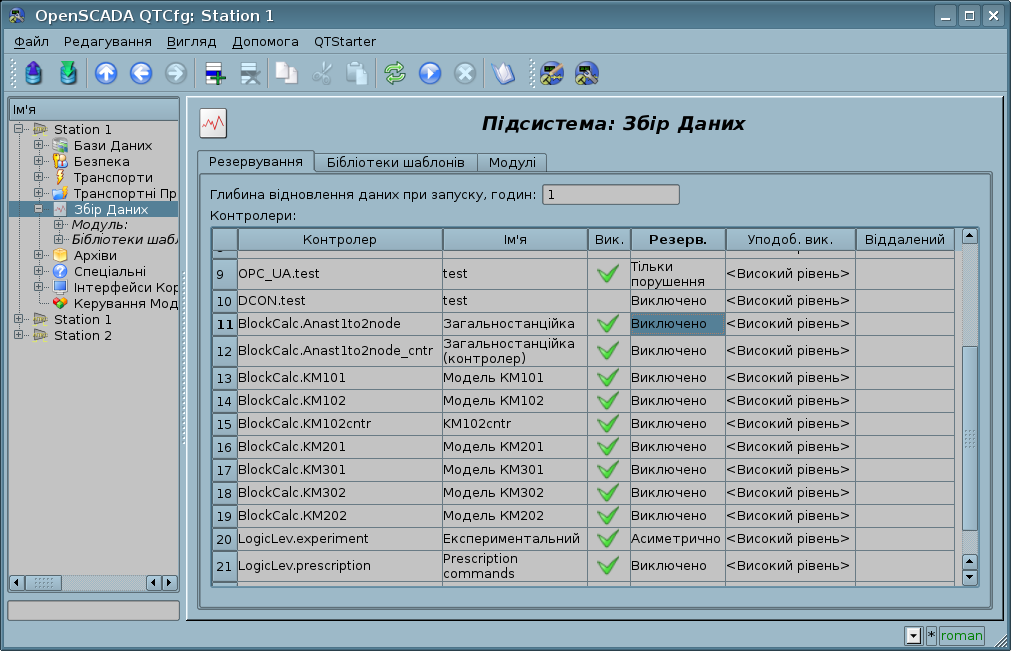 OpenSCADA QTCfg: Station 1
Файл Редагування Вигляд Допомога QTStarter
Ім'я
Station 1
Бази Даних
Безпека
Транспорти
Транспортні Пр
Збір Даних
Модуль:
Бібліотеки шабл
Архіви
Спеціальні
Інтерфейси Кор
Керування Мод
Station 1
Station 2
Підсистема: Збір Даних
Резервування Бібліотеки шаблонів Модулі
Глибина відновлення даних при запуску, годин: 1
Контролери:
Контролер Ім'я Вик. Резерв. Уподоб. вик. Віддалений
9 OPC_UA.test test Тільки порушення <Високий рівень>
10 DCON.test test Виключено <Високий рівень>
11 BlockCalc.Anast1to2node Загальностанційка Виключено <Високий рівень>
12 BlockCalc.Anast1to2node_cntr Загальностанційка (контролер) Виключено <Високий рівень>
13 BlockCalc.KM101 Модель КМ101 Виключено <Високий рівень>
14 BlockCalc.KM102 Модель КМ102 Виключено <Високий рівень>
15 BlockCalc.KM102cntr KM102cntr Виключено <Високий рівень>
16 BlockCalc.KM201 Модель КМ201 Виключено <Високий рівень>
17 BlockCalc.KM301 Модель КМ301 Виключено <Високий рівень>
18 BlockCalc.KM302 Модель КМ302 Виключено <Високий рівень>
19 BlockCalc.KM202 Модель КМ202 Виключено <Високий рівень>
20 LogicLev.experiment Експериментальний Асиметрично <Високий рівень>
21 LogicLev.prescription Prescription commands Виключено <Високий рівень>
* roman